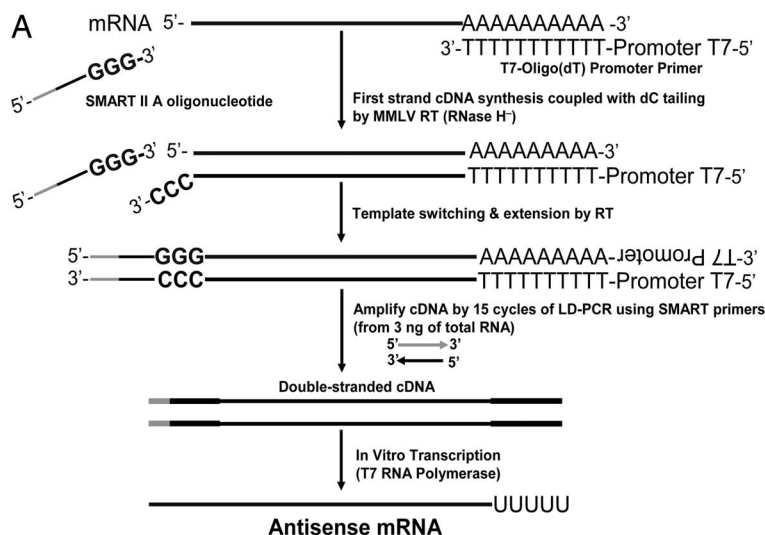 A
mRNA 5'- AAAAAAAAAA -3'
3'-TTTTTTTTTTT-Promoter T7-5'
T7-Oligo(dT) Promoter Primer
5'- GGG-3'
SMART II A oligonucleotide
First strand cDNA synthesis coupled with dC tailing
by MMLV RT (RNase H–)
5'- GGG-3' 5'- AAAAAAAAA-3'
3'-CCC TTTTTTTTTT-Promoter T7-5'
Template switching & extension by RT
5'- GGG AAAAAAAAA-Promoter T7-3'
3'- CCC TTTTTTTTTT-Promoter T7-5'
Amplify cDNA by 15 cycles of LD-PCR using SMART primers
(from 3 ng of total RNA)
5' 3'
3' 5'
Double-stranded cDNA
In Vitro Transcription
(T7 RNA Polymerase)
UUUUU
Antisense mRNA